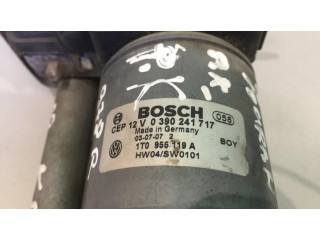 BOSCH 056
CEP 12 V 0 390 241 717
Made in Germany
03-07-07 2
BOY
1T0 955 119 A
HW04/SW0101